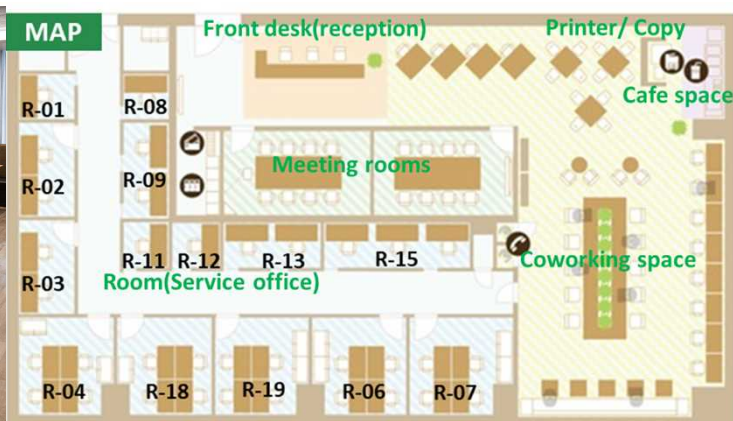 MAP
Front desk(reception)
Printer/ Copy
Cafe space
R-01
R-08
R-02
R-09
Meeting rooms
R-03
R-11
R-12
R-13
R-15
Coworking space
Room(Service office)
R-04
R-18
R-19
R-06
R-07